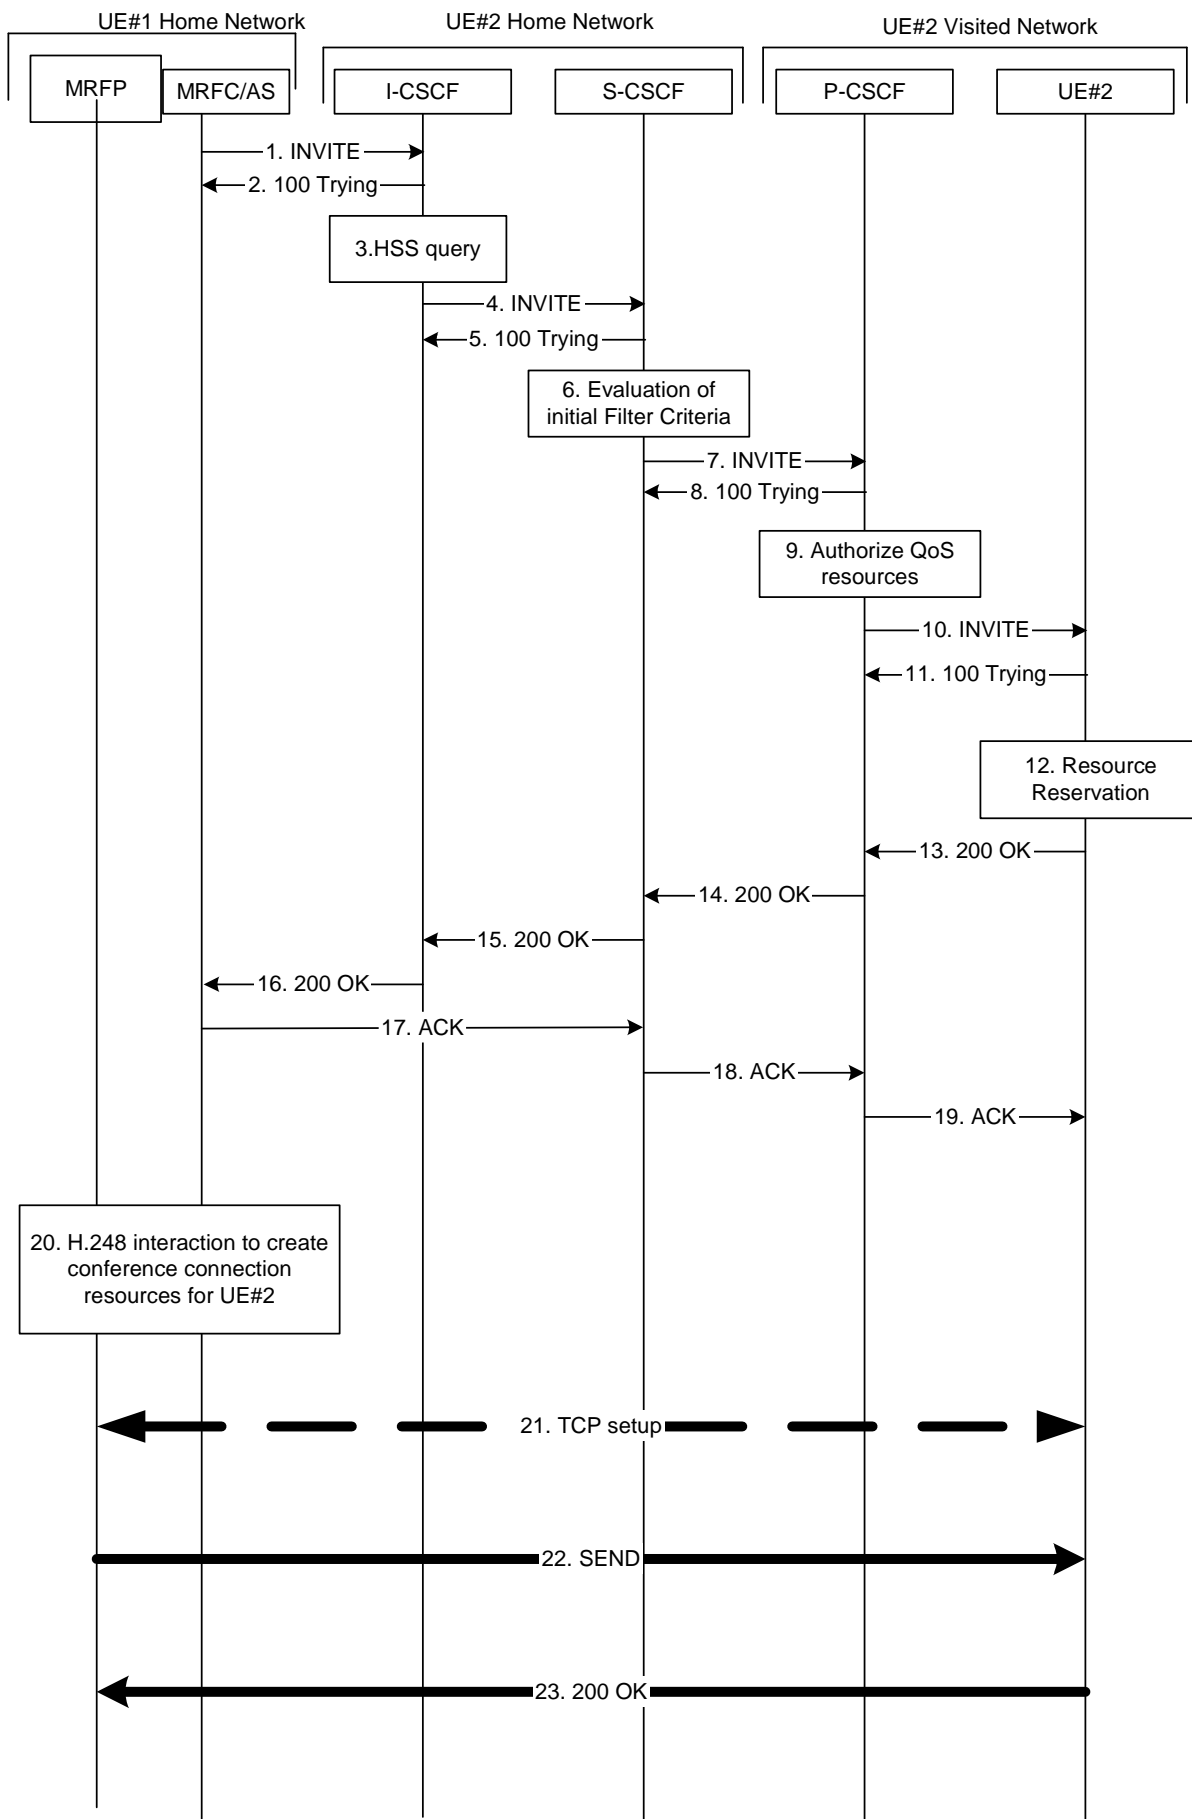 UE#1 Home Network
UE#2 Home Network
UE#2 Visited Network
MRFP
MRFC/AS
I-CSCF
S-CSCF
P-CSCF
UE#2
1. INVITE
2. 100 Trying
3.HSS query
4. INVITE
5. 100 Trying
6. Evaluation of
initial Filter Criteria
7. INVITE
8. 100 Trying
9. Authorize QoS
resources
10. INVITE
11. 100 Trying
12. Resource
Reservation
13. 200 OK
14. 200 OK
15. 200 OK
16. 200 OK
17. ACK
18. ACK
19. ACK
20. H.248 interaction to create
conference connection
resources for UE#2
21. TCP setup
22. SEND
23. 200 OK